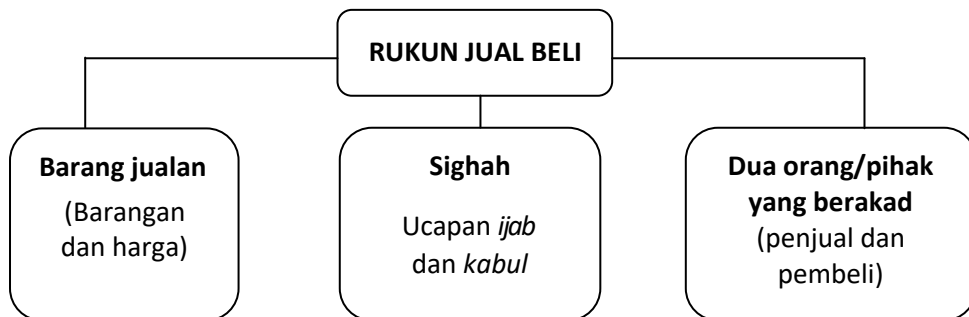 RUKUN JUAL BELI
Barang jualan
(Barangan
dan harga)
Sighah
Ucapan ijab
dan kabul
Dua orang/pihak
yang berakad
(penjual dan
pembeli)